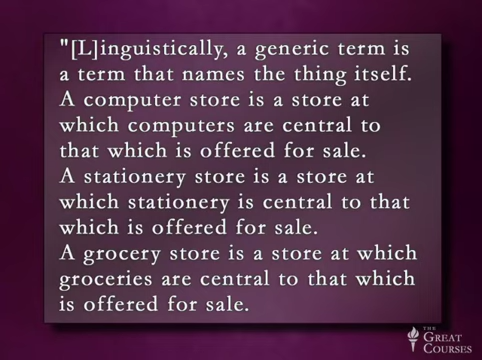 "[L]inguistically, a generic term is
a term that names the thing itself.
A computer store is a store at
which computers are central to
that which is offered for sale.
A stationery store is a store at
which stationery is central to that
which is offered for sale.
A grocery store is a store at which
groceries are central to that which
is offered for sale.
THE
GREAT
COURSES